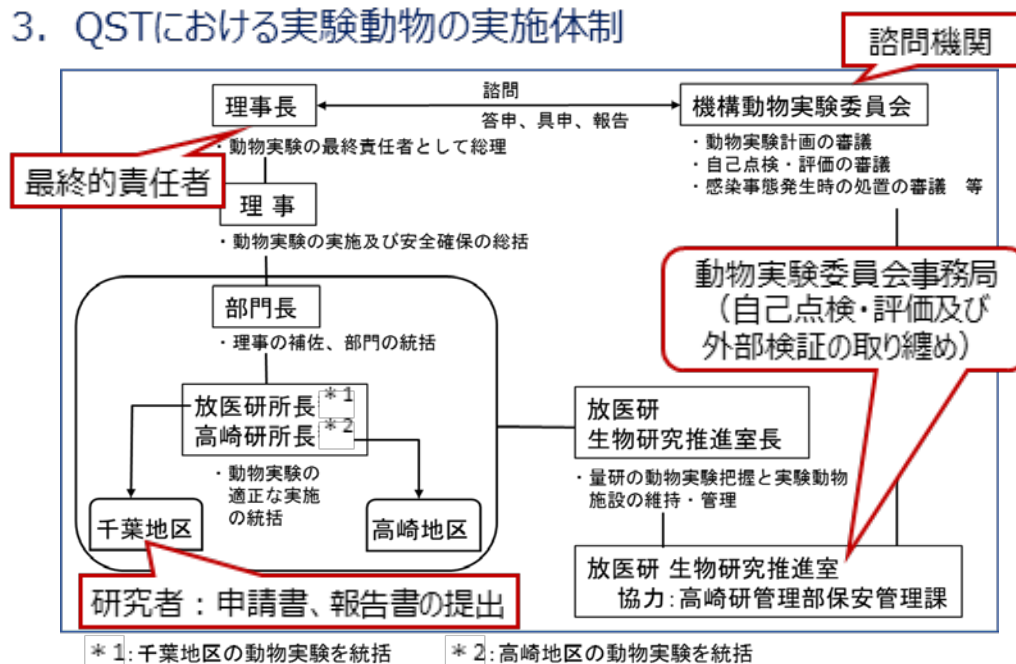 3．QSTにおける実験動物の実施体制
諮問機関
理事長
諮問
答申、具申、報告
機構動物実験委員会
・動物実験の最終責任者として総理
・動物実験計画の審議
・自己点検・評価の審議
・感染事態発生時の処置の審議　等
最終的責任者
理 事
・動物実験の実施及び安全確保の総括
動物実験委員会事務局
（自己点検・評価及び
外部検証の取り纏め）
部門長
・理事の補佐、部門の統括
放医研所長＊1
高崎研所長＊2
・動物実験の
適正な実施
の統括
放医研
生物研究推進室長
・量研の動物実験把握と実験動物
施設の維持・管理
千葉地区
高崎地区
放医研 生物研究推進室
協力：高崎研管理部保安管理課
研究者：申請書、報告書の提出
＊1：千葉地区の動物実験を統括
＊2：高崎地区の動物実験を統括